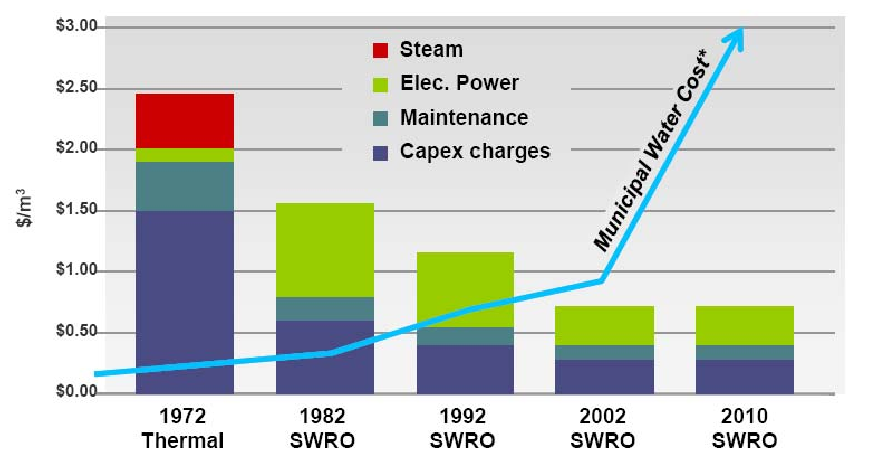 $3.00
$2.50
$2.00
$1.50
$1.00
$0.50
$0.00
$/m³
Steam
Elec. Power
Maintenance
Capex charges
Municipal Water Cost*
1972
Thermal
1982
SWRO
1992
SWRO
2002
SWRO
2010
SWRO